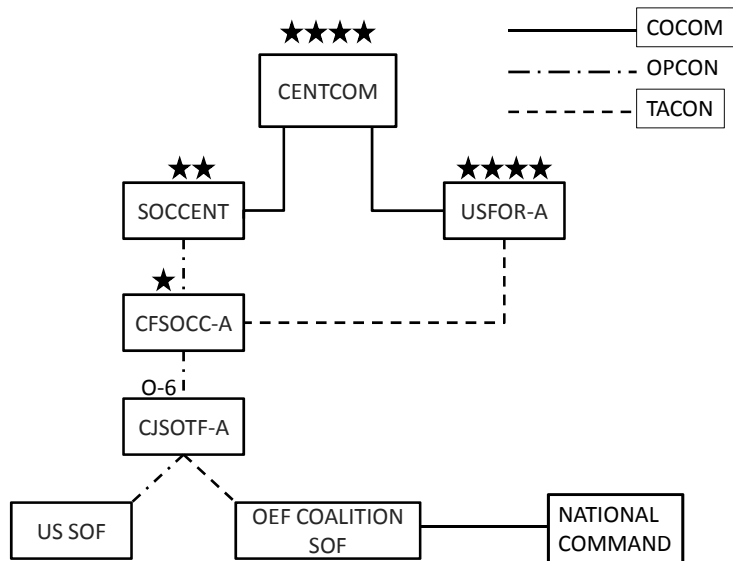 COCOM
CENTCOM
OPCON
TACON
SOCCENT
USFOR-A
CFSOCC-A
O-6
CJSOTF-A
US SOF
OEF COALITION
SOF
NATIONAL
COMMAND